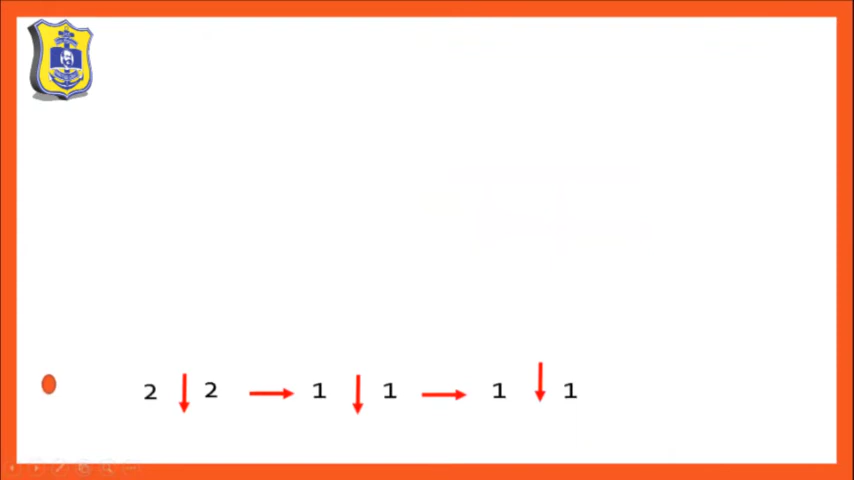 2 ↓ 2 → 1 ↓ 1 → 1 ↓ 1